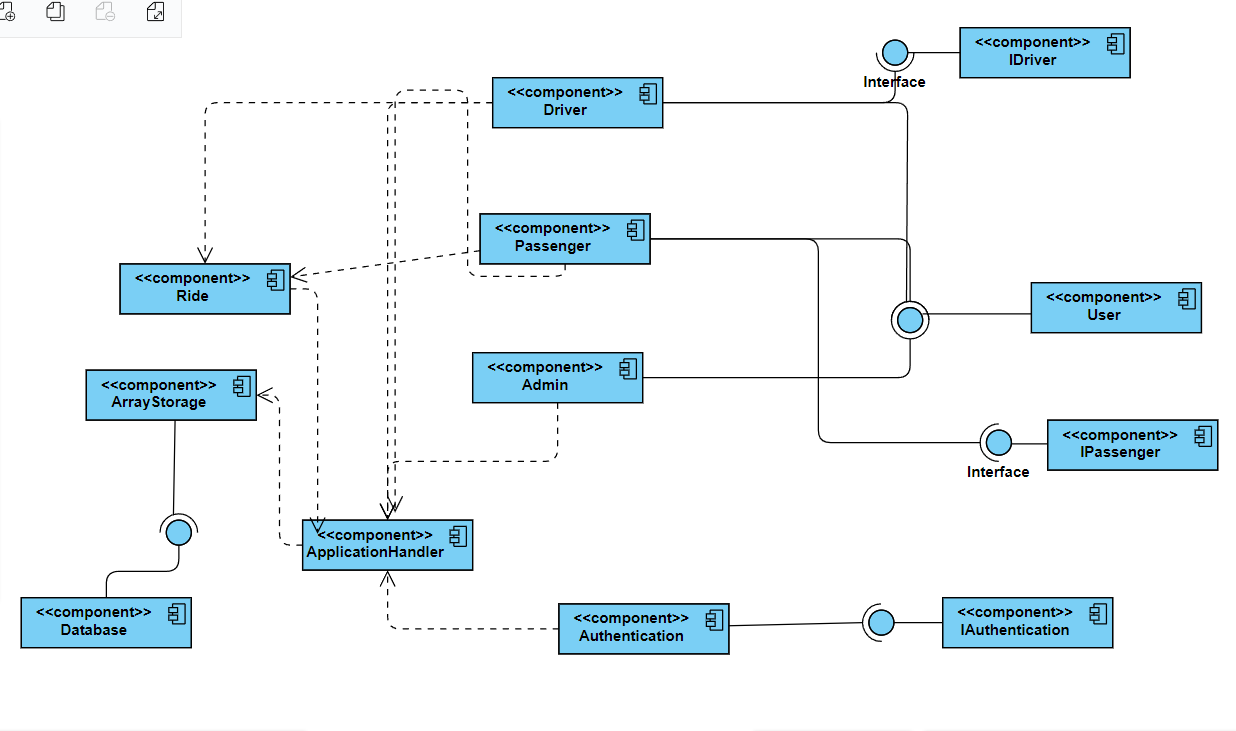 <<component>>
IDriver
Interface
<<component>>
Driver
<<component>>
Passenger
<<component>>
Ride
<<component>>
User
<<component>>
Admin
<<component>>
ArrayStorage
<<component>>
IPassenger
Interface
<<component>>
ApplicationHandler
<<component>>
Database
<<component>>
Authentication
<<component>>
IAuthentication